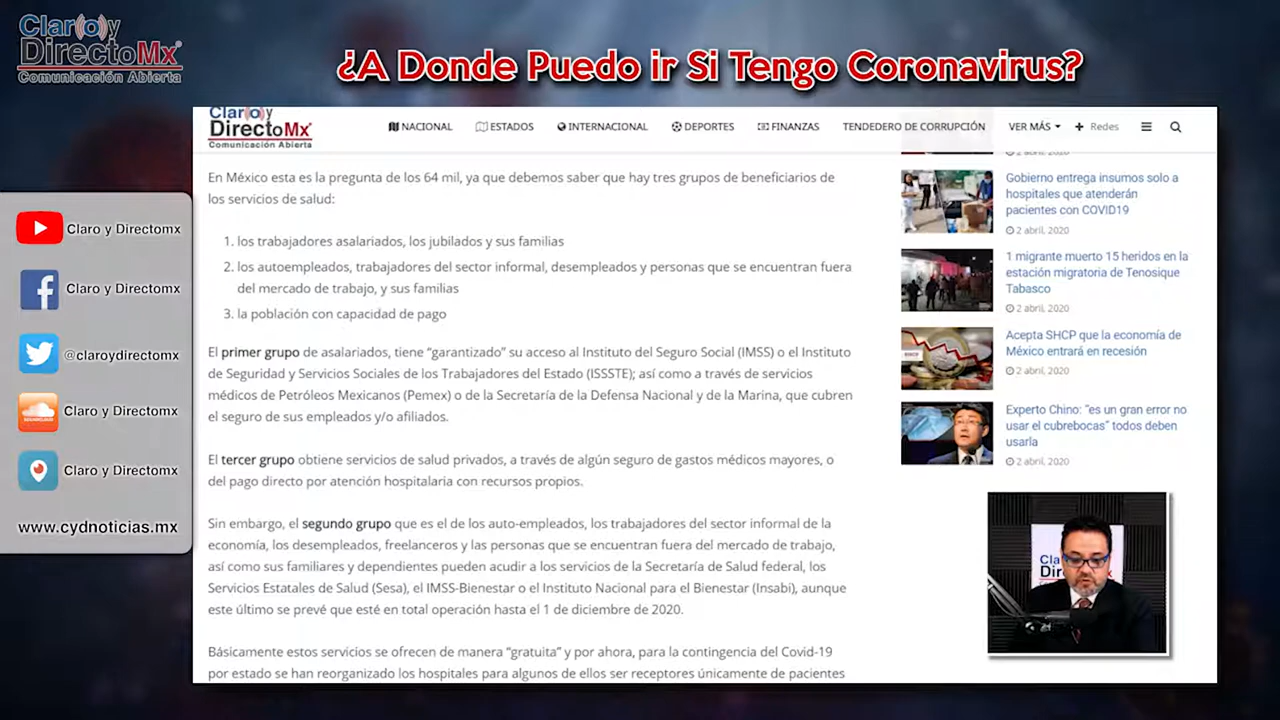 Claro y
DirectoMx
Comunicación Abierta
¿A Donde Puedo ir Si Tengo Coronavirus?
Claro y
DirectoMx
Comunicación Abierta
NACIONAL
ESTADOS
INTERNACIONAL
DEPORTES
FINANZAS
TENDEDERO DE CORRUPCIÓN
VER MÁS
Redes
En México esta es la pregunta de los 64 mil, ya que debemos saber que hay tres grupos de beneficiarios de
los servicios de salud:
1. los trabajadores asalariados, los jubilados y sus familias
2. los autoempleados, trabajadores del sector informal, desempleados y personas que se encuentran fuera
del mercado de trabajo, y sus familias
3. la población con capacidad de pago
El primer grupo de asalariados, tiene “garantizado” su acceso al Instituto del Seguro Social (IMSS) o el Instituto
de Seguridad y Servicios Sociales de los Trabajadores del Estado (ISSSTE); así como a través de servicios
médicos de Petróleos Mexicanos (Pemex) o de la Secretaría de la Defensa Nacional y de la Marina, que cubren
el seguro de sus empleados y/o afiliados.
El tercer grupo obtiene servicios de salud privados, a través de algún seguro de gastos médicos mayores, o
del pago directo por atención hospitalaria con recursos propios.
Sin embargo, el segundo grupo que es el de los auto-empleados, los trabajadores del sector informal de la
economía, los desempleados, freelanceros y las personas que se encuentran fuera del mercado de trabajo,
así como sus familiares y dependientes pueden acudir a los servicios de la Secretaría de Salud federal, los
Servicios Estatales de Salud (Sesa), el IMSS-Bienestar o el Instituto Nacional para el Bienestar (Insabi), aunque
este último se prevé que esté en total operación hasta el 1 de diciembre de 2020.
Básicamente estos servicios se ofrecen de manera “gratuita” y por ahora, para la contingencia del Covid-19
por estado se han reorganizado los hospitales para algunos de ellos ser receptores únicamente de pacientes
2 abril, 2020
Gobierno entrega insumos solo a
hospitales que atenderán
pacientes con COVID19
2 abril, 2020
1 migrante muerto 15 heridos en la
estación migratoria de Tenosique
Tabasco
2 abril, 2020
Acepta SHCP que la economía de
México entrará en recesión
2 abril, 2020
Experto Chino: “es un gran error no
usar el cubrebocas” todos deben
usarla
2 abril, 2020
Claro y Directomx
Claro y Directomx
@claroydirectomx
Claro y Directomx
Claro y Directomx
www.cydnoticias.mx